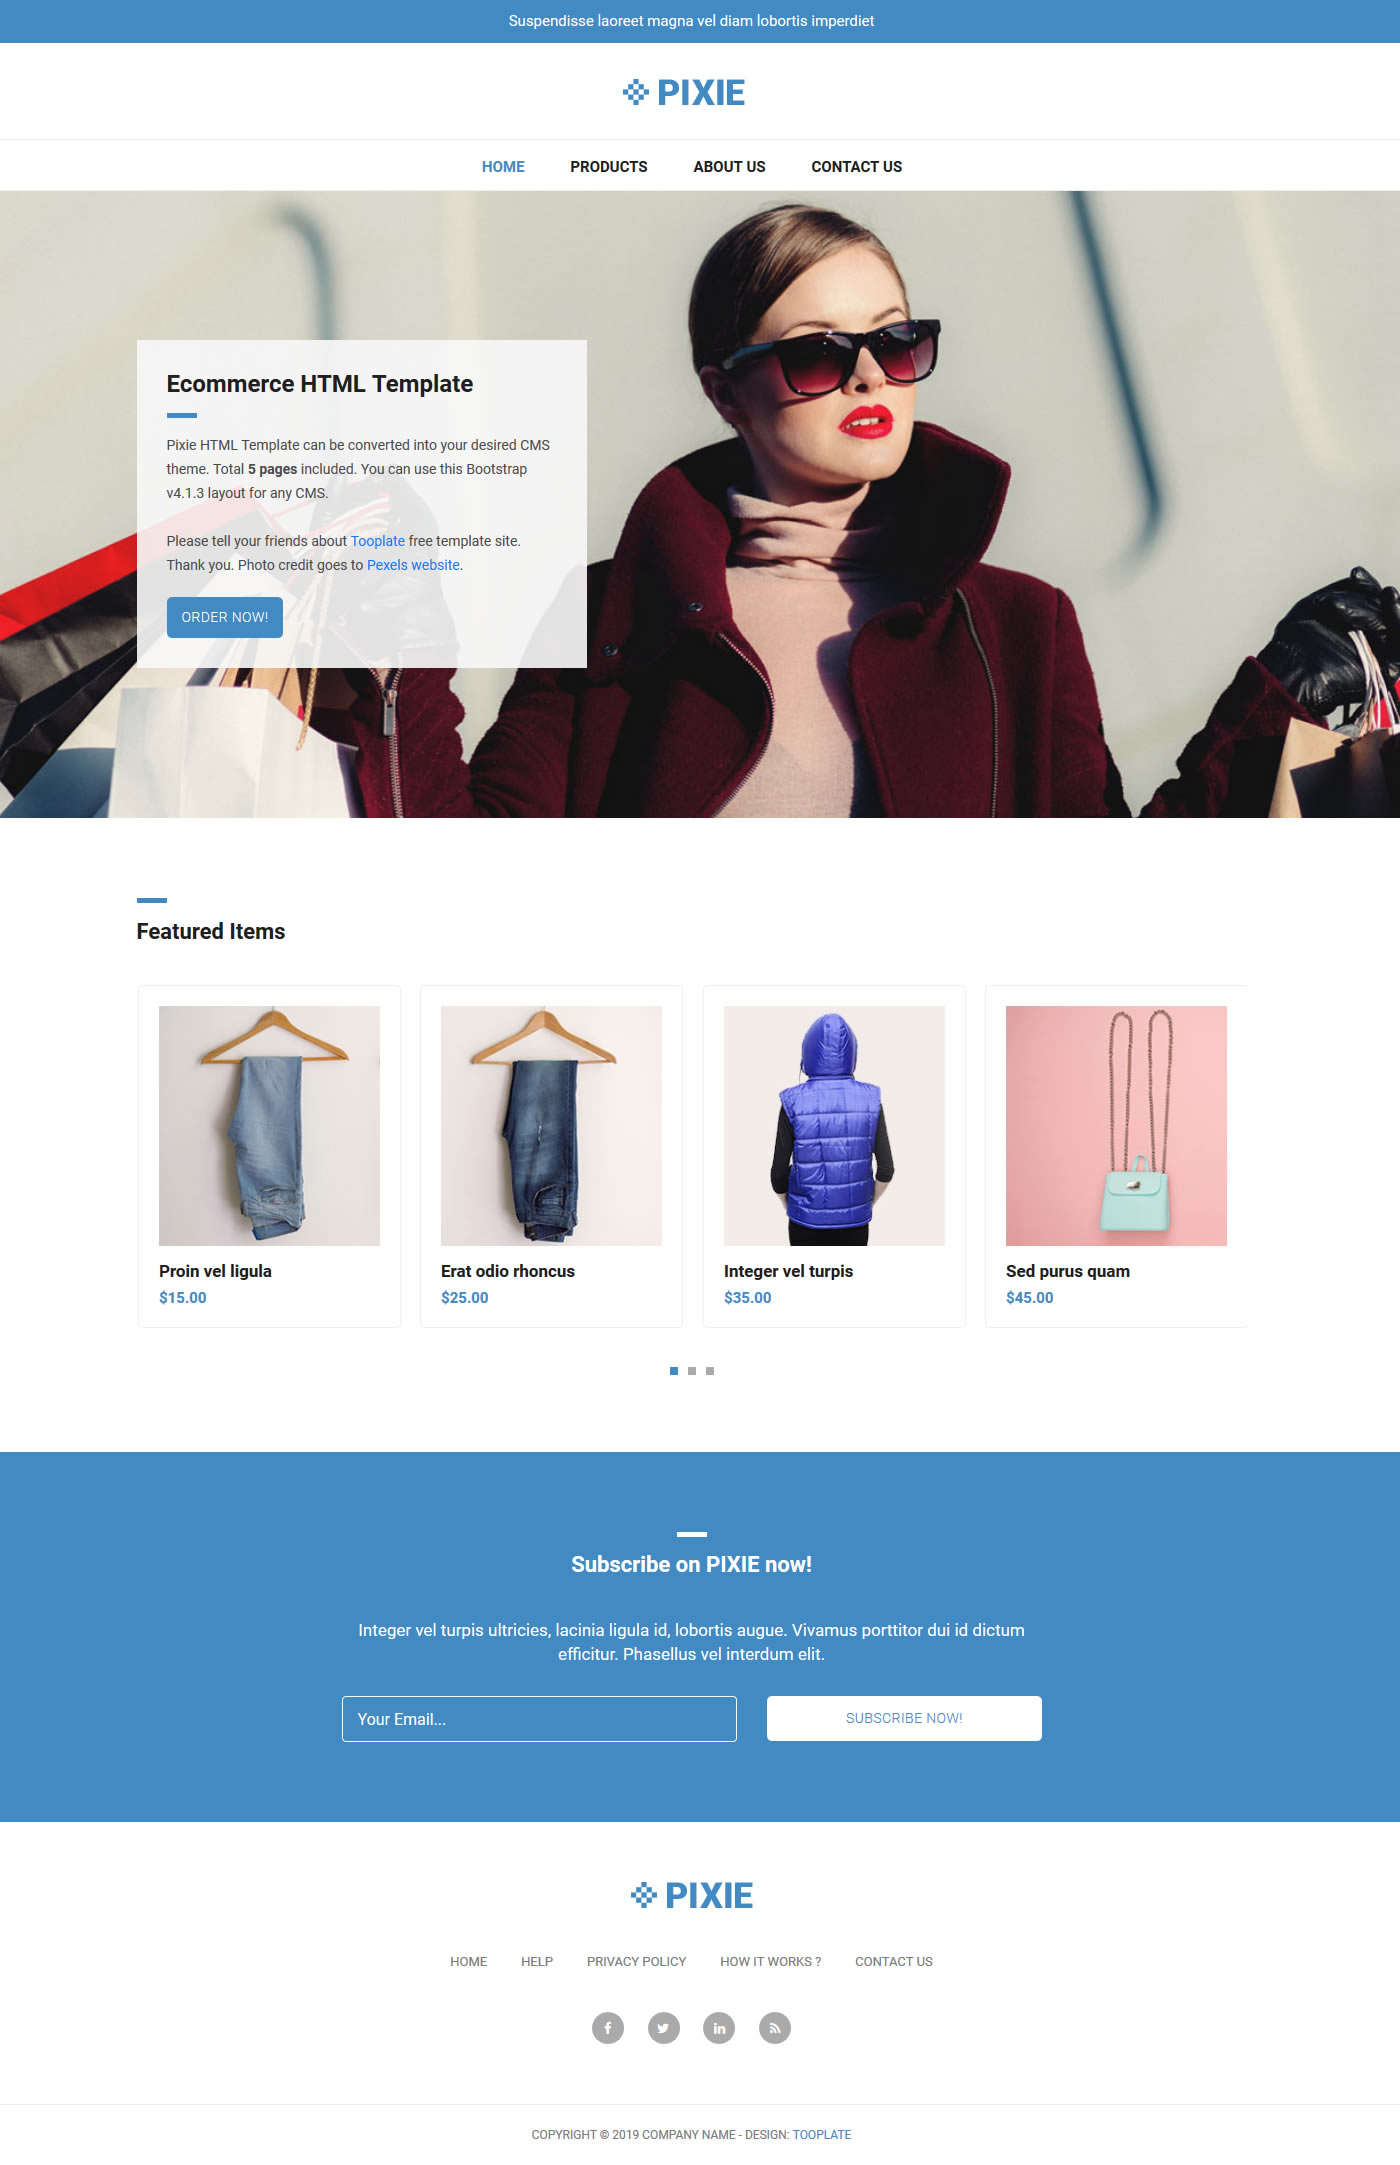 Suspendisse laoreet magna vel diam lobortis imperdiet
PIXIE
HOME PRODUCTS ABOUT US CONTACT US
Ecommerce HTML Template
Pixie HTML Template can be converted into your desired CMS
theme. Total 5 pages included. You can use this Bootstrap
v4.1.3 layout for any CMS.
Please tell your friends about Tooplate free template site.
Thank you. Photo credit goes to Pexels website.
ORDER NOW!
Featured Items
Proin vel ligula
$15.00
Erat odio rhoncus
$25.00
Integer vel turpis
$35.00
Sed purus quam
$45.00
Subscribe on PIXIE now!
Integer vel turpis ultricies, lacinia ligula id, lobortis augue. Vivamus porttitor dui id dictum
efficitur. Phasellus vel interdum elit.
Your Email...
SUBSCRIBE NOW!
PIXIE
HOME HELP PRIVACY POLICY HOW IT WORKS ? CONTACT US
COPYRIGHT © 2019 COMPANY NAME - DESIGN: TOOPLATE